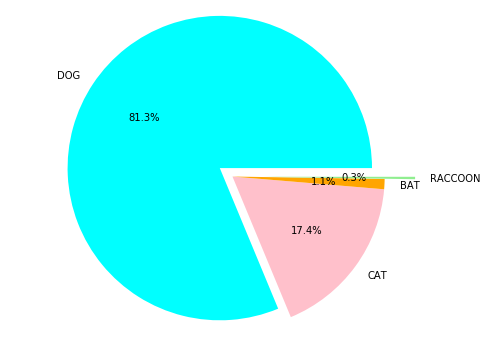 DOG
81.3%
0.3%
RACCOON
1.1%
BAT
17.4%
CAT